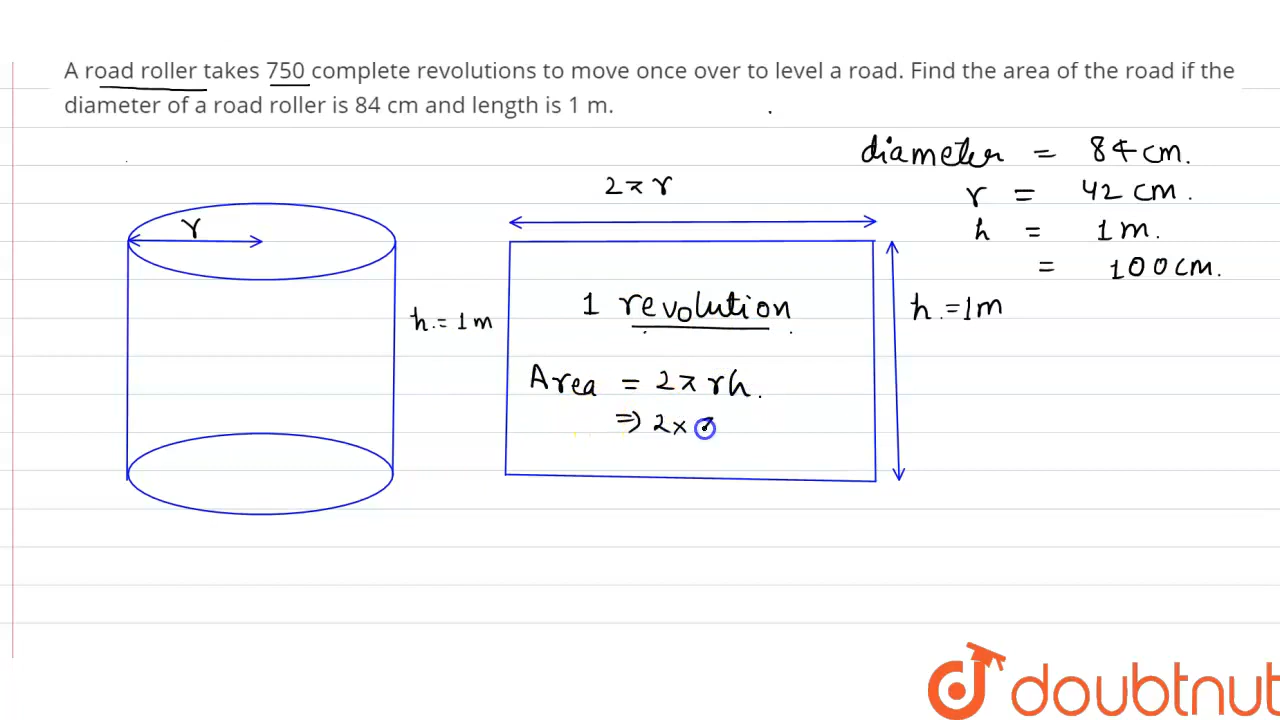 A road roller takes 750 complete revolutions to move once over to level a road. Find the area of the road if the
diameter of a road roller is 84 cm and length is 1 m.
diameter = 84 cm.
r = 42 cm.
h = 1 m.
= 100 cm.
2πr
r
h = 1 m
1 revolution
h = 1 m
Area = 2πrh.
⇒ 2×
doubtnut